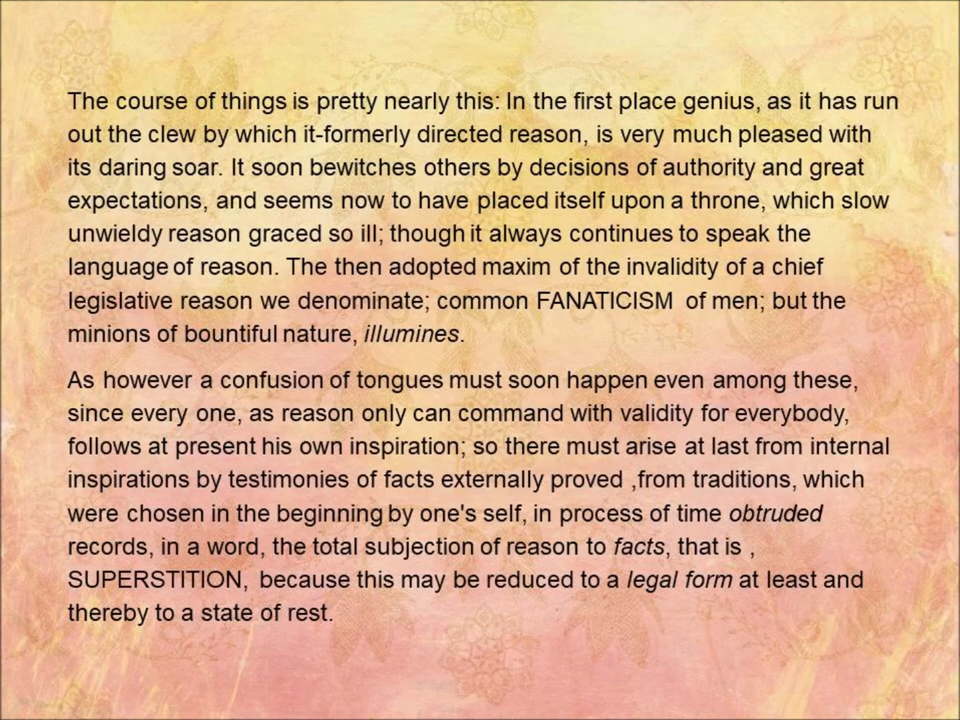 The course of things is pretty nearly this: In the first place genius, as it has run
out the clew by which it-formerly directed reason, is very much pleased with
its daring soar. It soon bewitches others by decisions of authority and great
expectations, and seems now to have placed itself upon a throne, which slow
unwieldy reason graced so ill; though it always continues to speak the
language of reason. The then adopted maxim of the invalidity of a chief
legislative reason we denominate; common FANATICISM of men; but the
minions of bountiful nature, illumines.
As however a confusion of tongues must soon happen even among these,
since every one, as reason only can command with validity for everybody,
follows at present his own inspiration; so there must arise at last from internal
inspirations by testimonies of facts externally proved ,from traditions, which
were chosen in the beginning by one's self, in process of time obtruded
records, in a word, the total subjection of reason to facts, that is ,
SUPERSTITION, because this may be reduced to a legal form at least and
thereby to a state of rest.